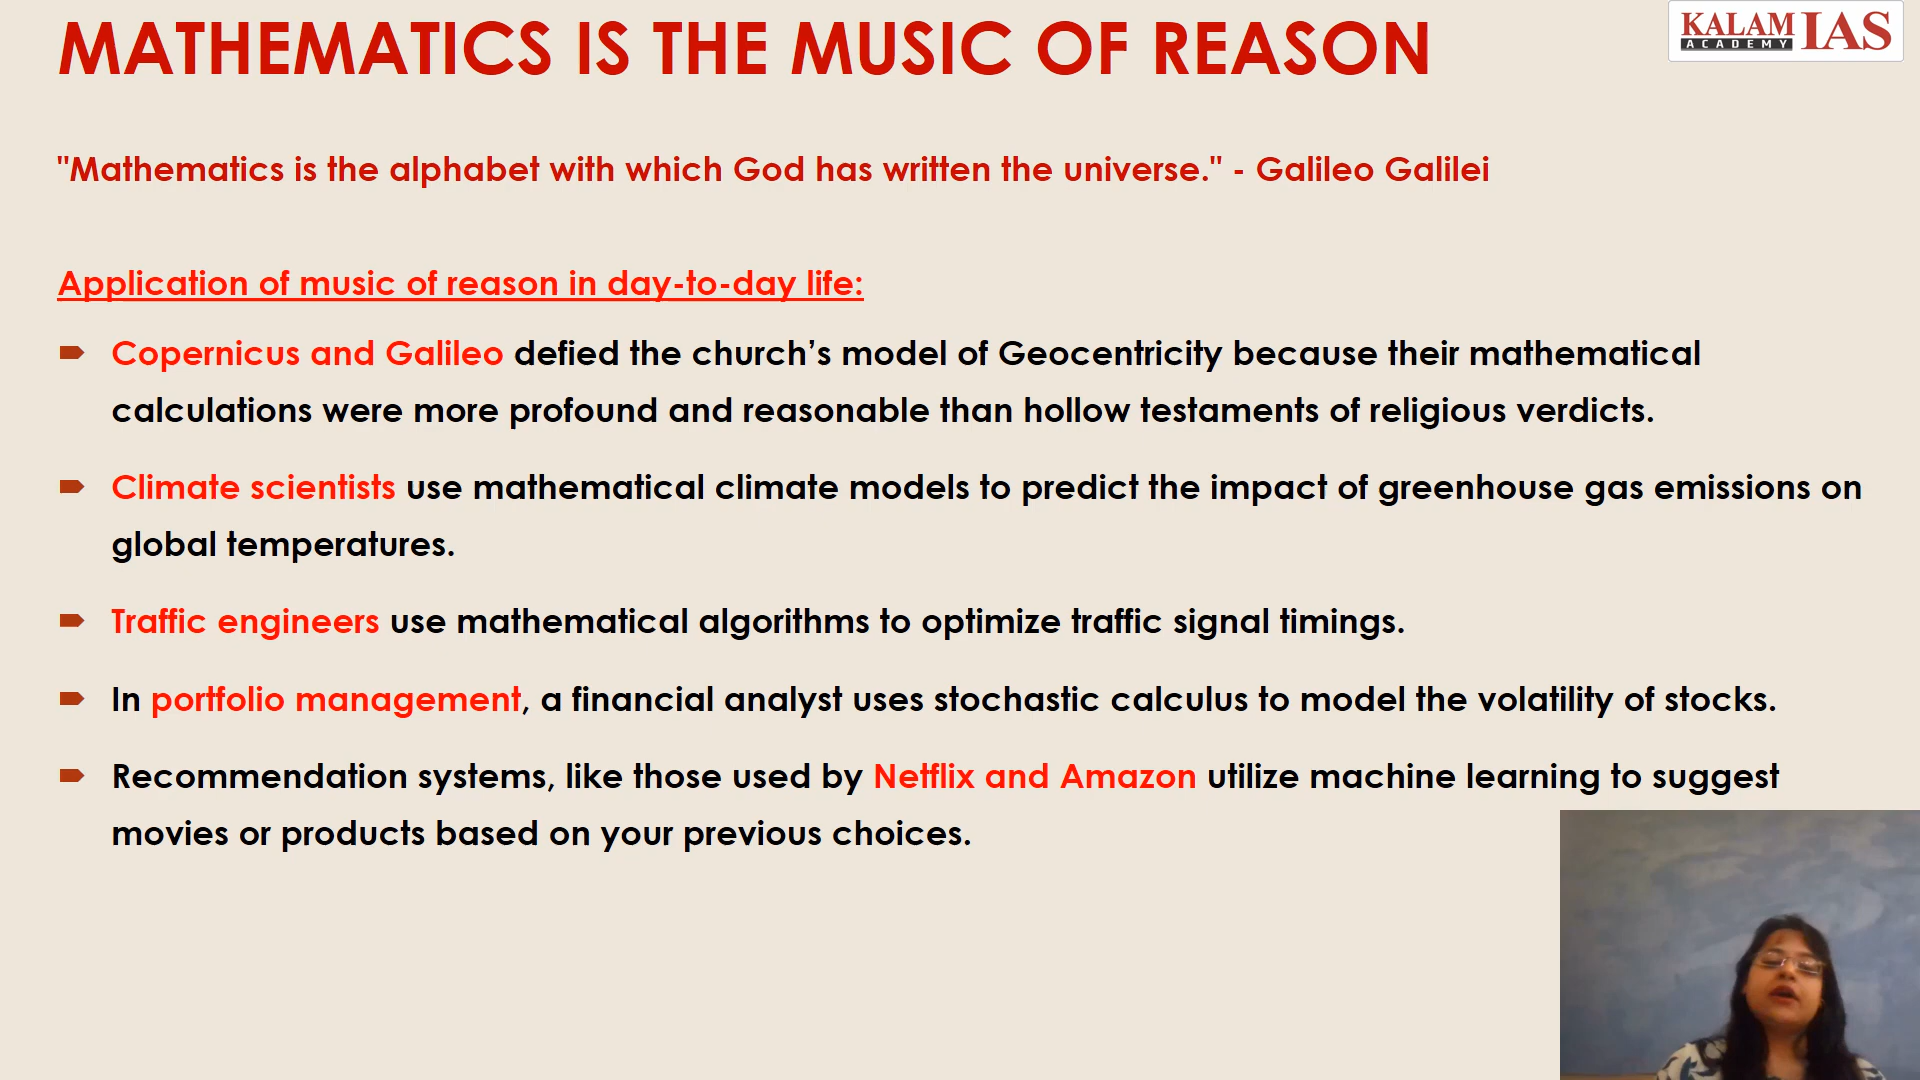 MATHEMATICS IS THE MUSIC OF REASON
KALAM IAS
ACADEMY
"Mathematics is the alphabet with which God has written the universe." - Galileo Galilei
Application of music of reason in day-to-day life:
Copernicus and Galileo defied the church’s model of Geocentricity because their mathematical
calculations were more profound and reasonable than hollow testaments of religious verdicts.
Climate scientists use mathematical climate models to predict the impact of greenhouse gas emissions on
global temperatures.
Traffic engineers use mathematical algorithms to optimize traffic signal timings.
In portfolio management, a financial analyst uses stochastic calculus to model the volatility of stocks.
Recommendation systems, like those used by Netflix and Amazon utilize machine learning to suggest
movies or products based on your previous choices.